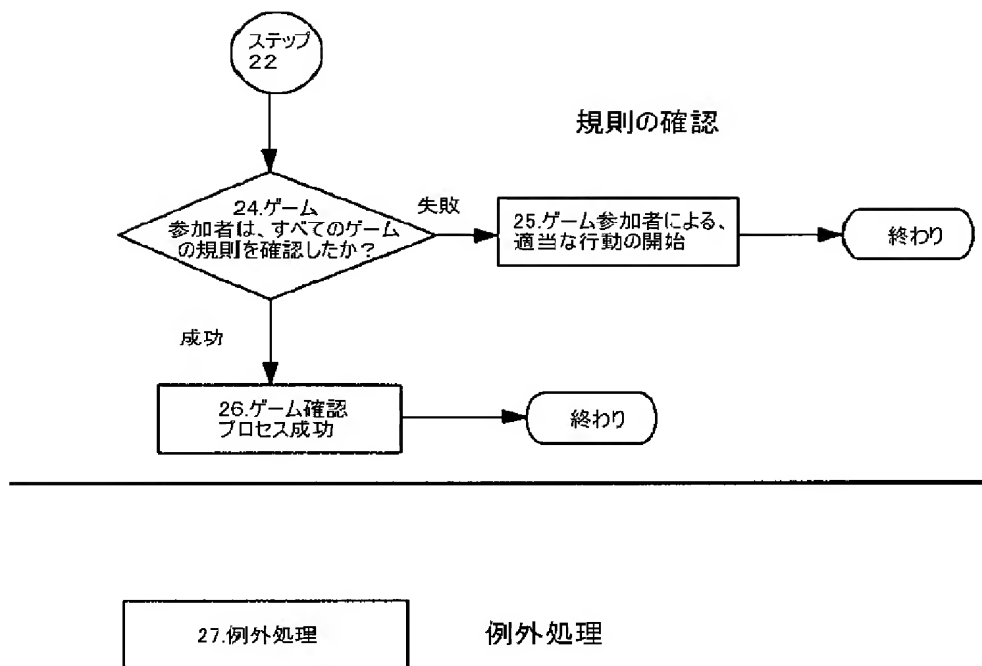 ステップ
22
規則の確認
24.ゲーム
参加者は、すべてのゲーム
の規則を確認したか？
失敗
25.ゲーム参加者による、
適当な行動の開始
終わり
成功
26.ゲーム確認
プロセス成功
終わり
27.例外処理
例外処理